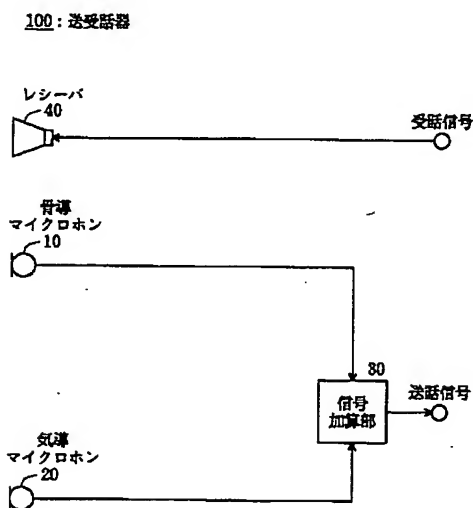 100：送受話器
レシーバ
40
受話信号
骨導
マイクロホン
10
80
信号
加算部
送話信号
気導
マイクロホン
20